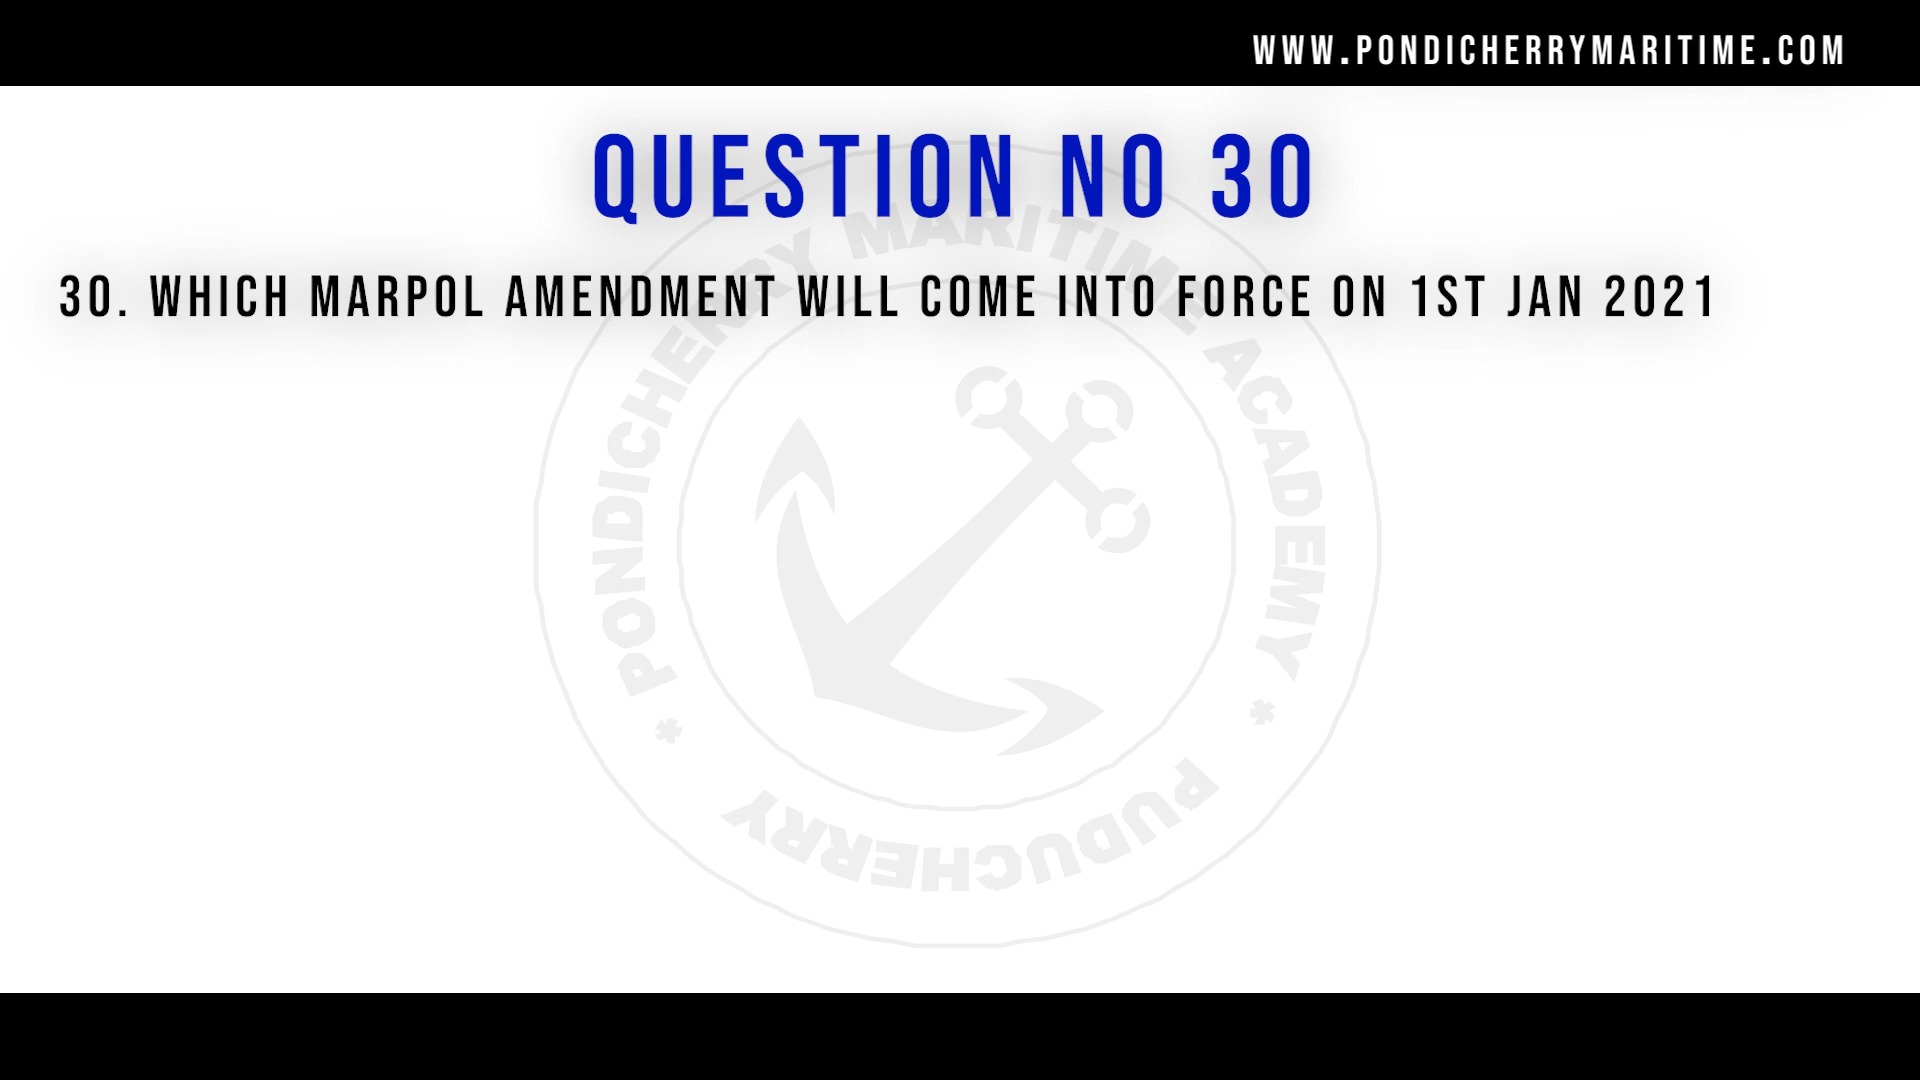 WWW.PONDICHERRYMARITIME.COM
QUESTION NO 30
30. WHICH MARPOL AMENDMENT WILL COME INTO FORCE ON 1ST JAN 2021
PONDICHERRY MARITIME ACADEMY
* PUDUCHERRY *